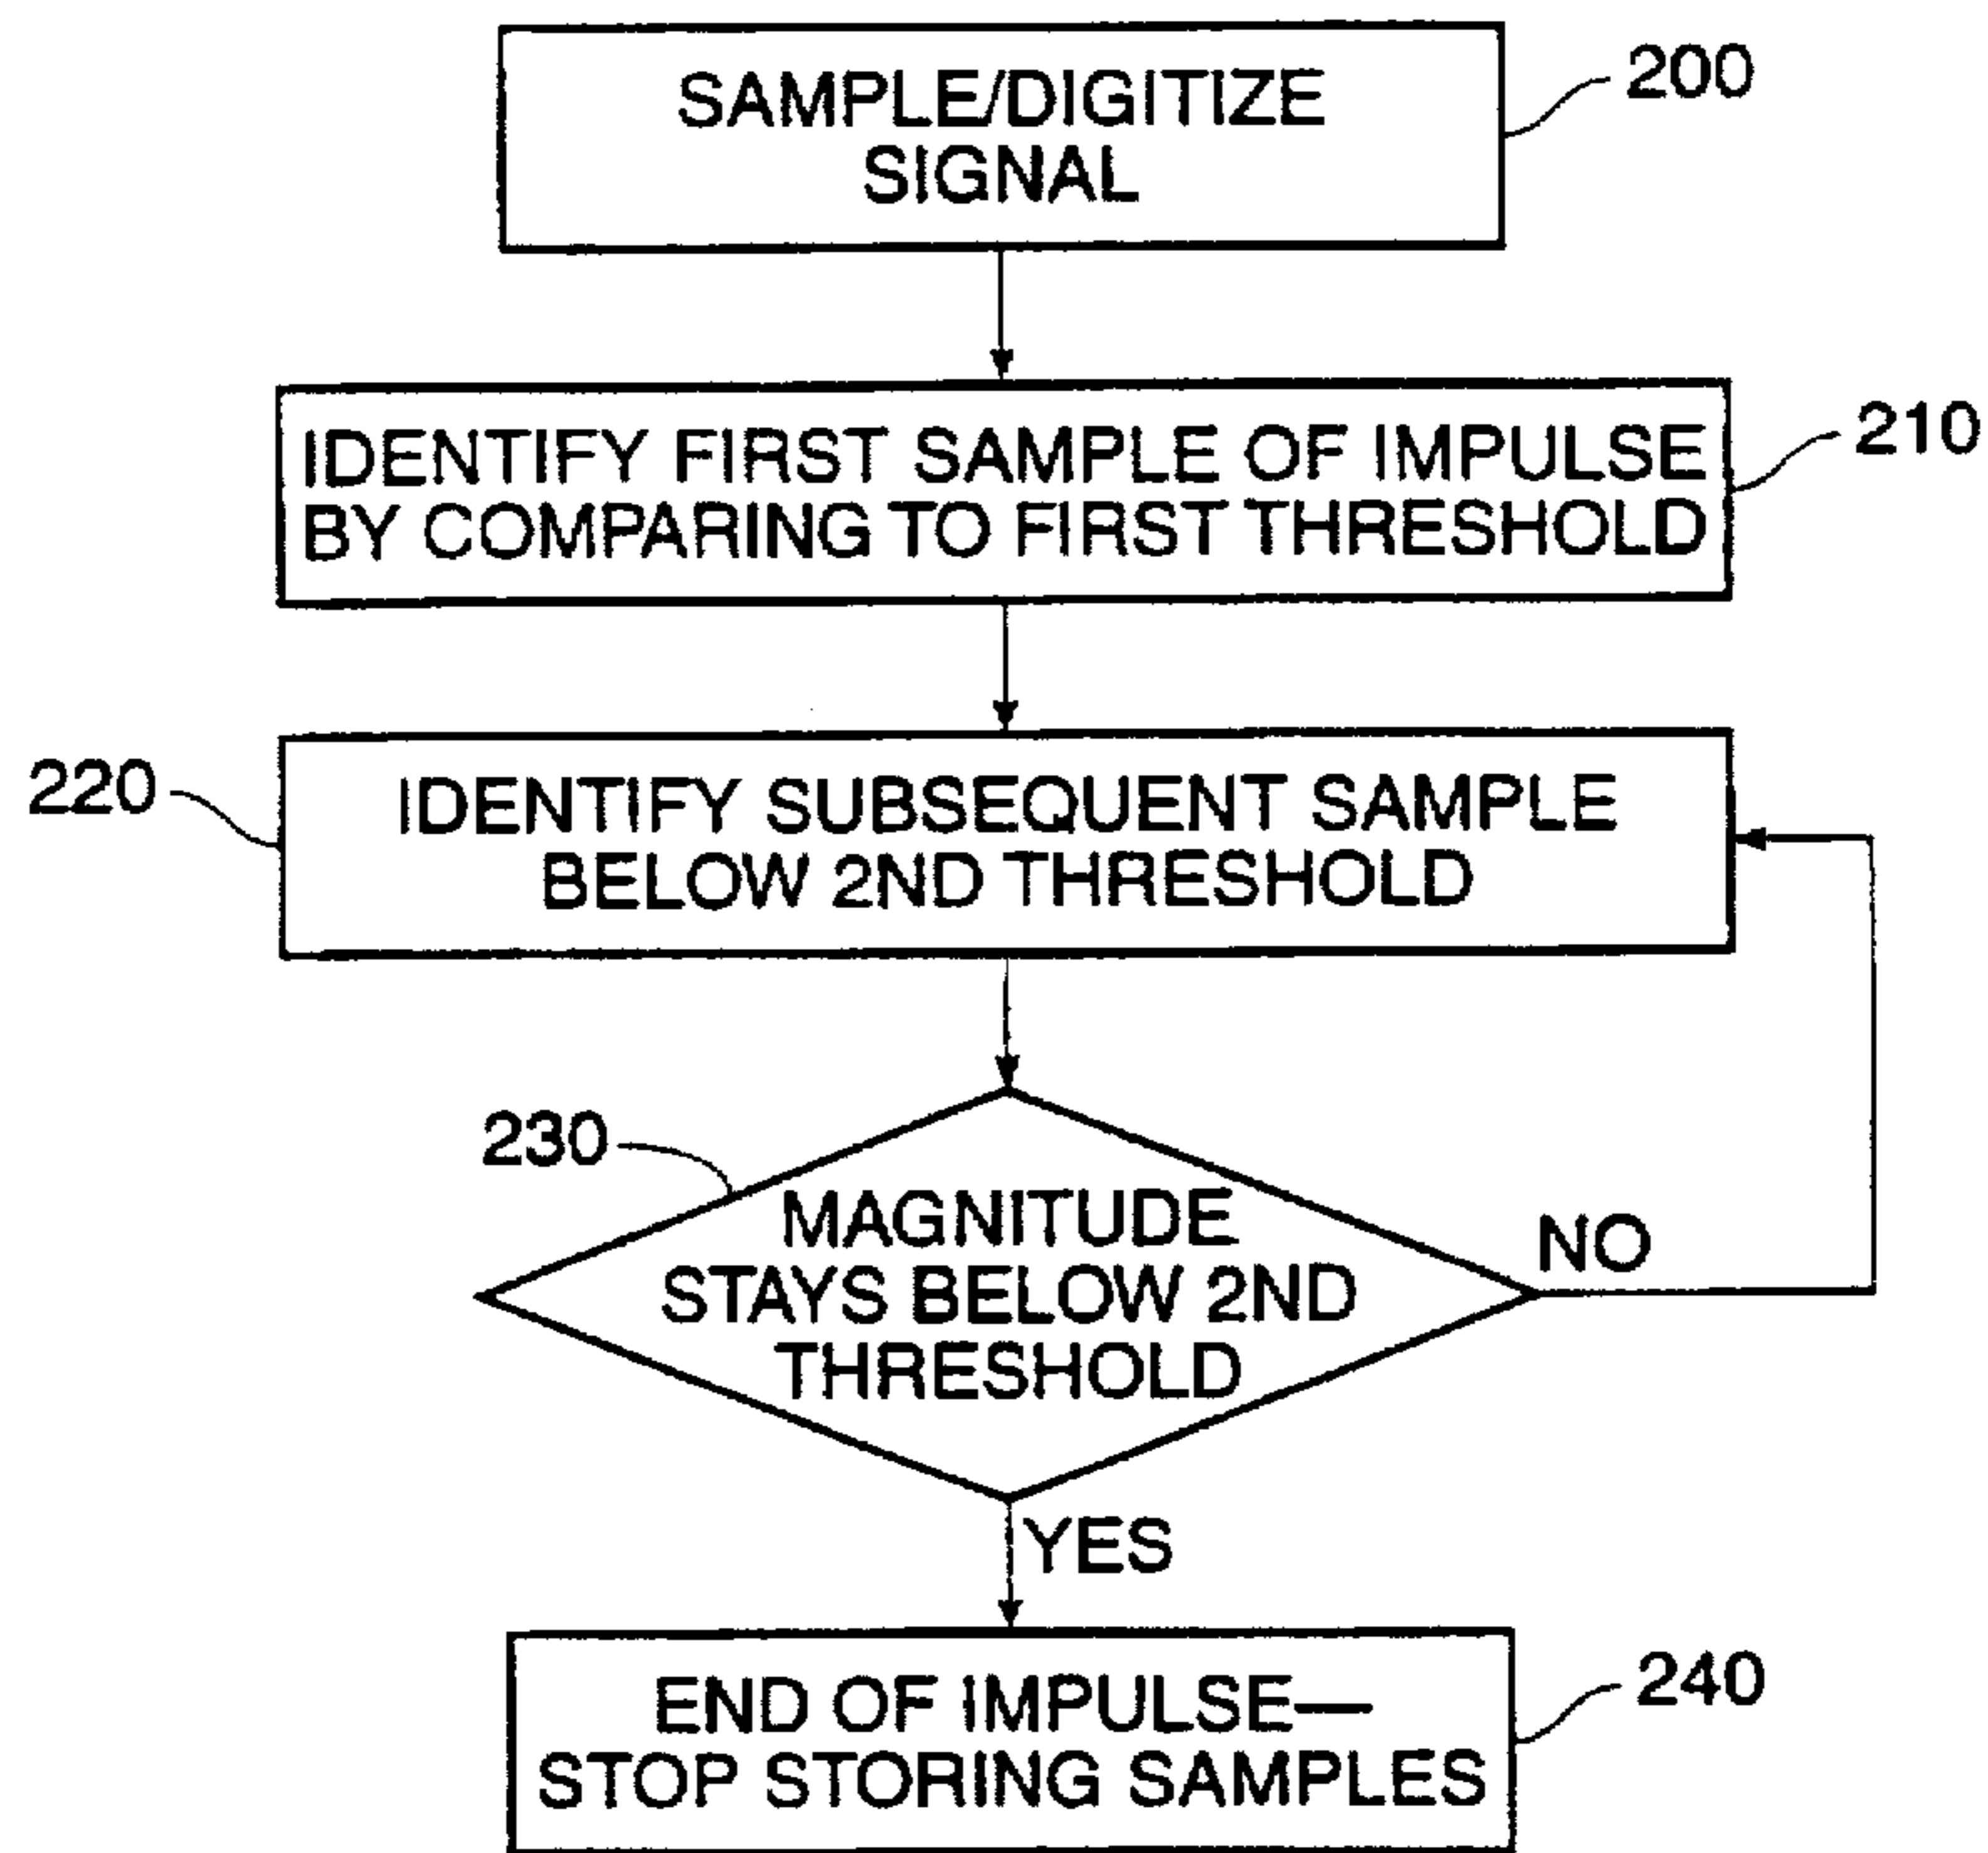 SAMPLE/DIGITIZE
SIGNAL
200
IDENTIFY FIRST SAMPLE OF IMPULSE
BY COMPARING TO FIRST THRESHOLD
210
220
IDENTIFY SUBSEQUENT SAMPLE
BELOW 2ND THRESHOLD
230
MAGNITUDE
STAYS BELOW 2ND
THRESHOLD
NO
YES
END OF IMPULSE—
STOP STORING SAMPLES
240